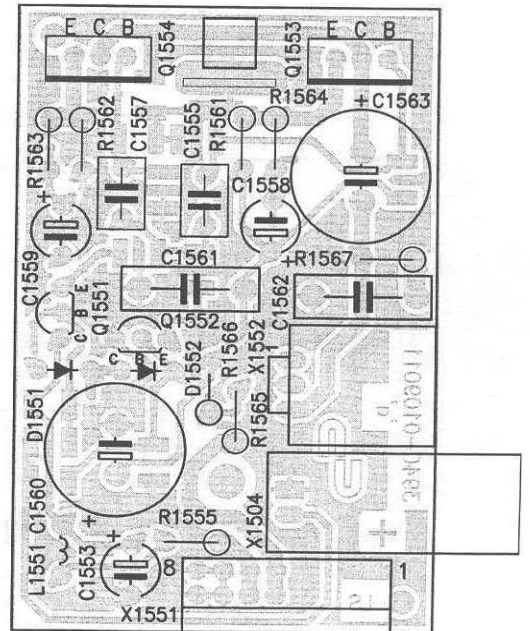 E C B
Q1554
Q1553
E C B
R1563
R1562
C1557
C1555
R1561
R1564
+
C1563
+
C1558
C1559
C1561
+
R1567
C1562
Q1551
C B E
Q1552
C B E
D1551
D1552
R1566
X1552
1
R1565
C1560
+
X1504
R1555
L1551
C1553
+
8
X1551
1